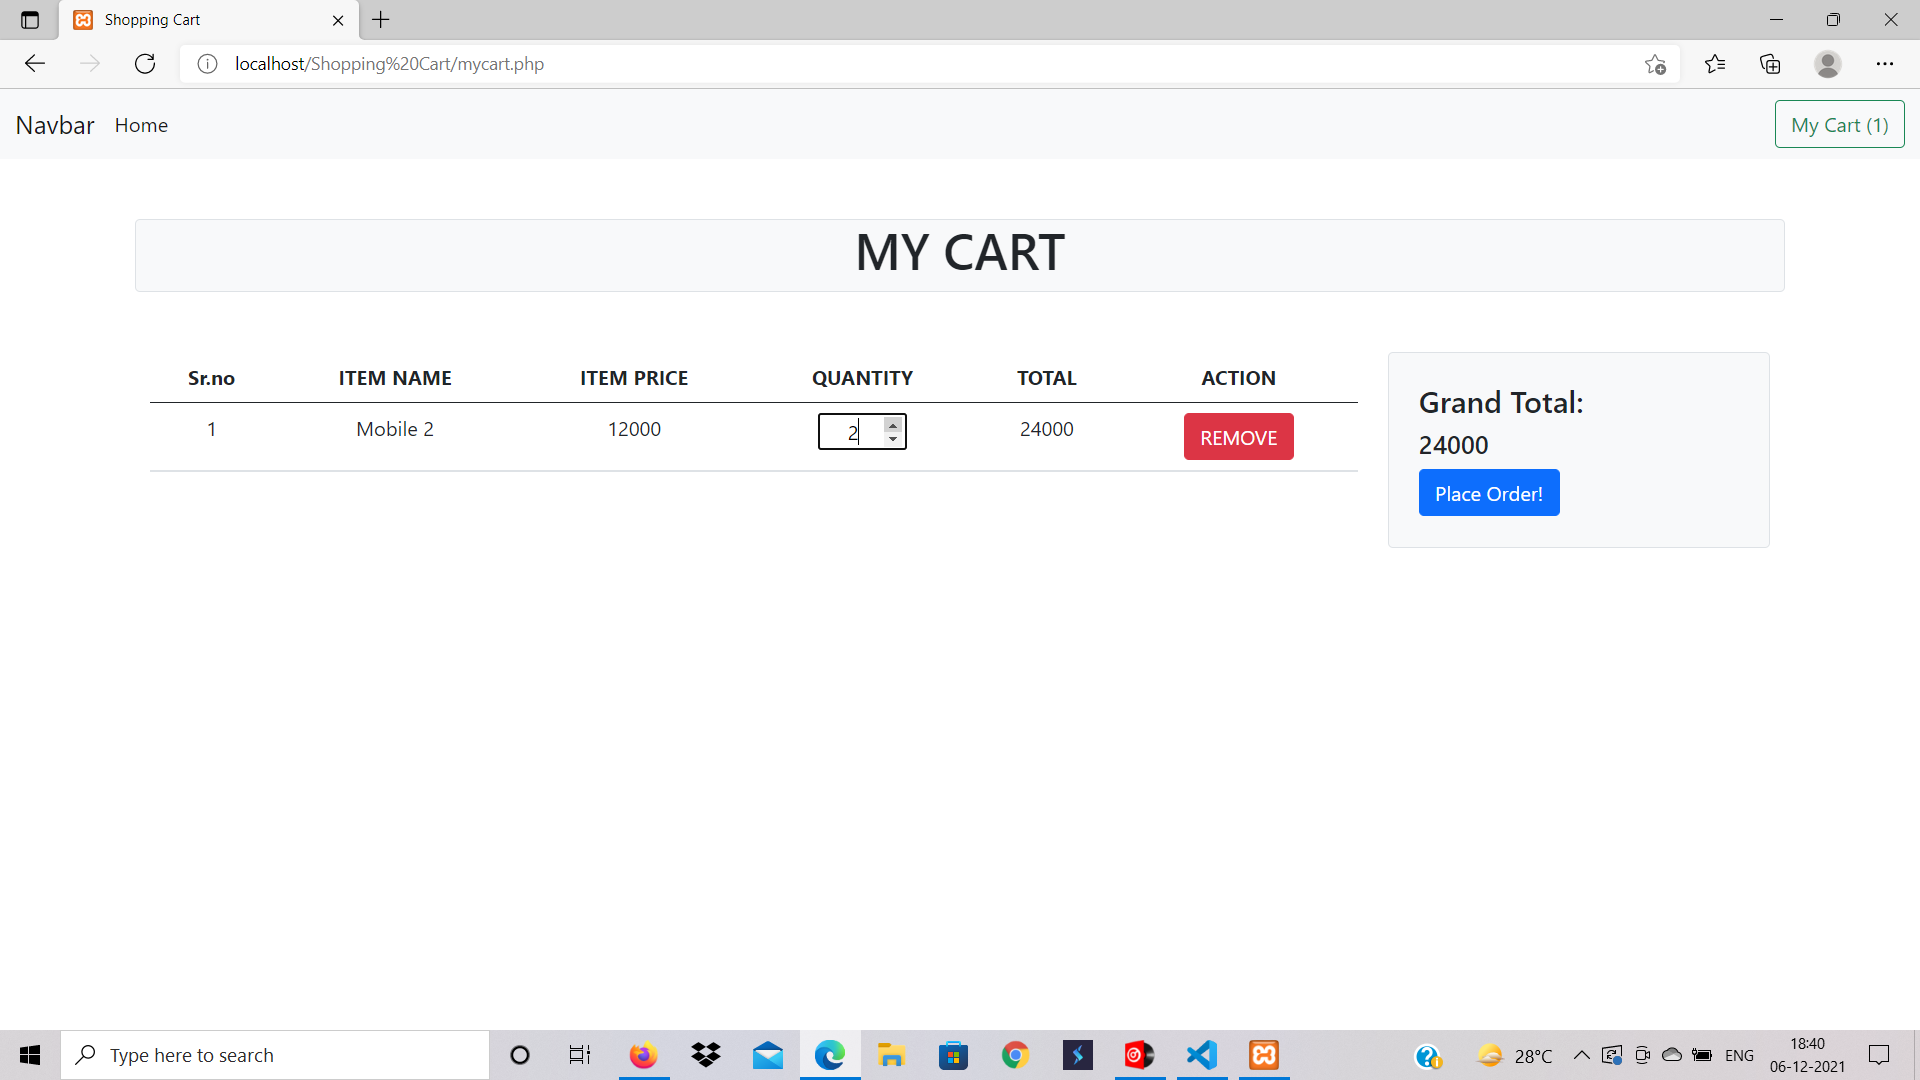 Shopping Cart
localhost/Shopping%20Cart/mycart.php
Navbar Home My Cart (1)
MY CART
Sr.no ITEM NAME ITEM PRICE QUANTITY TOTAL ACTION
1 Mobile 2 12000 2 24000 REMOVE
Grand Total:
24000
Place Order!
Type here to search
28°C ENG
18:40
06-12-2021